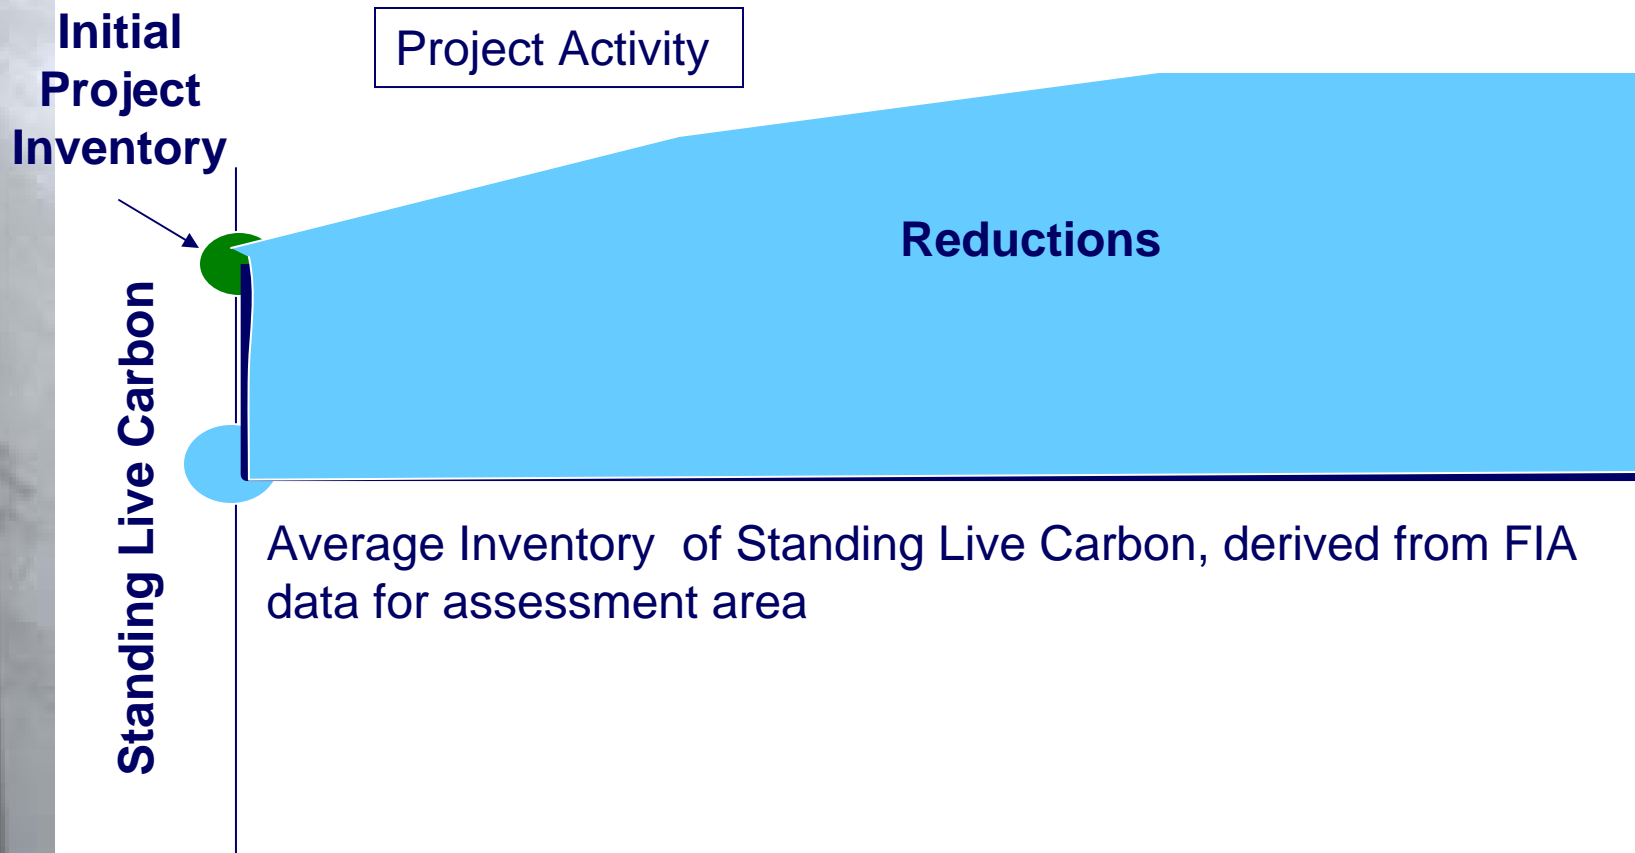 Initial
Project
Inventory
Project Activity
Reductions
Standing Live Carbon
Average Inventory  of Standing Live Carbon, derived from FIA
data for assessment area